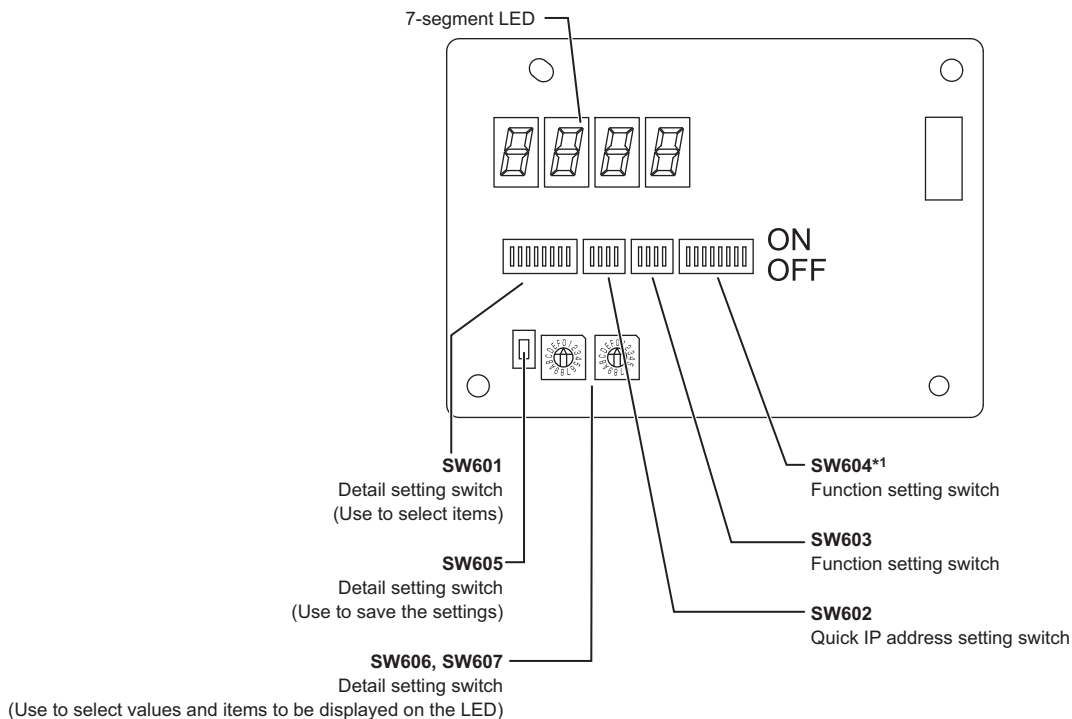 7-segment LED
ON
OFF
SW601
Detail setting switch
(Use to select items)
SW605
Detail setting switch
(Use to save the settings)
SW606, SW607
Detail setting switch
(Use to select values and items to be displayed on the LED)
SW604*1
Function setting switch
SW603
Function setting switch
SW602
Quick IP address setting switch